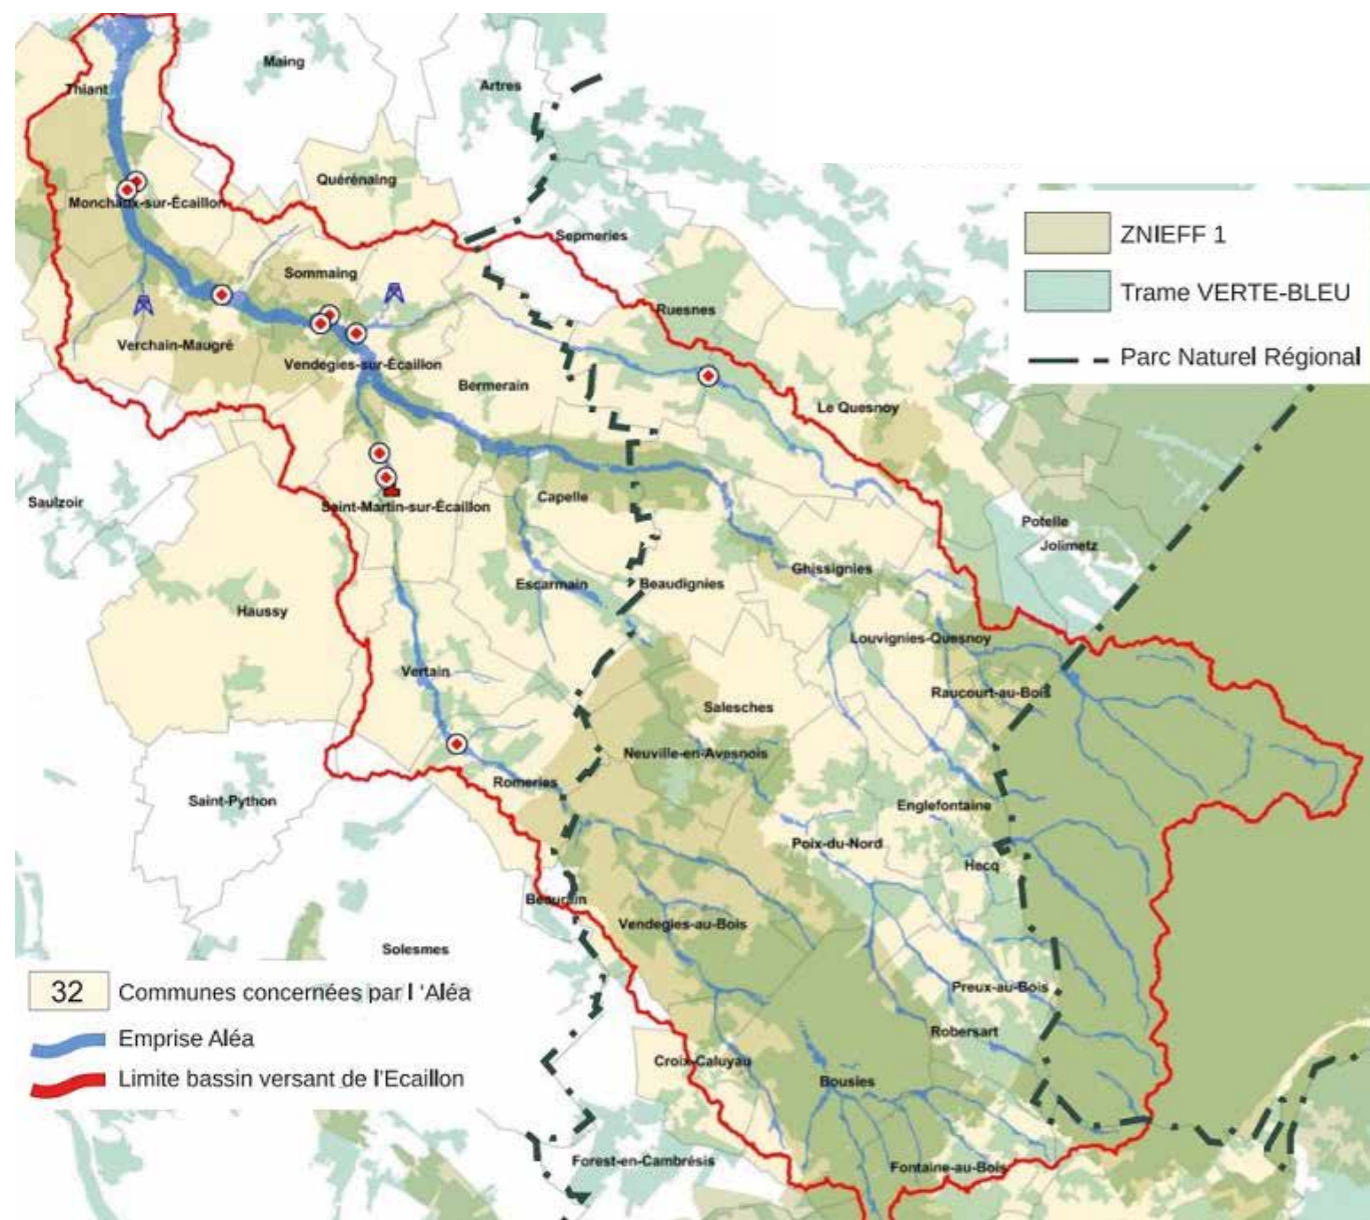 Maing
Artres
Thiant
Quérénaing
Monchaux-sur-Écaillon
Sepmeries
ZNIEFF 1
Trame VERTE-BLEU
Parc Naturel Régional
Sommaing
Ruesnes
Verchain-Maugré
Vendegies-sur-Écaillon
Bermerain
Le Quesnoy
Saulzoir
Saint-Martin-sur-Écaillon
Capelle
Potelle
Jolimetz
Ghissignies
Escarmain
Beaudignies
Haussy
Louvignies-Quesnoy
Vertain
Raucourt-au-Bois
Salesches
Neuville-en-Avesnois
Romeries
Saint-Python
Englefontaine
Poix-du-Nord
Hecq
Beaurain
Vendegies-au-Bois
Solesmes
32 Communes concernées par l 'Aléa
Preux-au-Bois
Robersart
Emprise Aléa
Croix-Caluyau
Limite bassin versant de l'Ecaillon
Bousies
Forest-en-Cambrésis
Fontaine-au-Bois